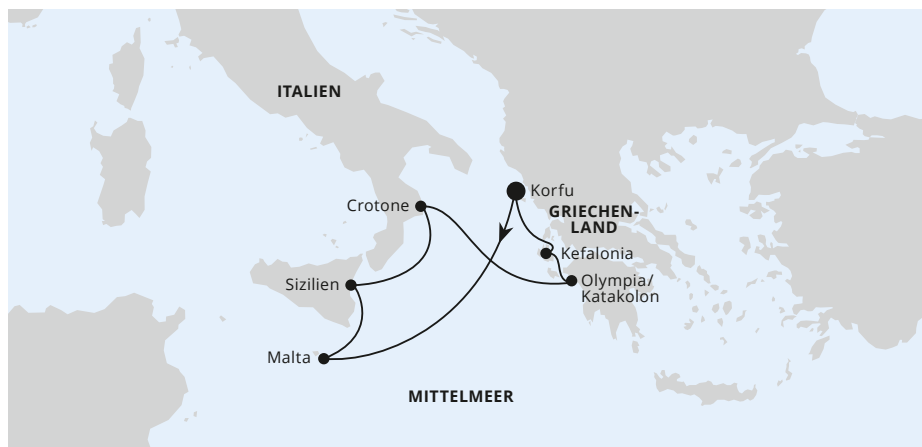 ITALIEN
Korfu
Crotone
GRIECHEN-
LAND
Kefalonia
Sizilien
Olympia/
Katakolon
Malta
MITTELMEER